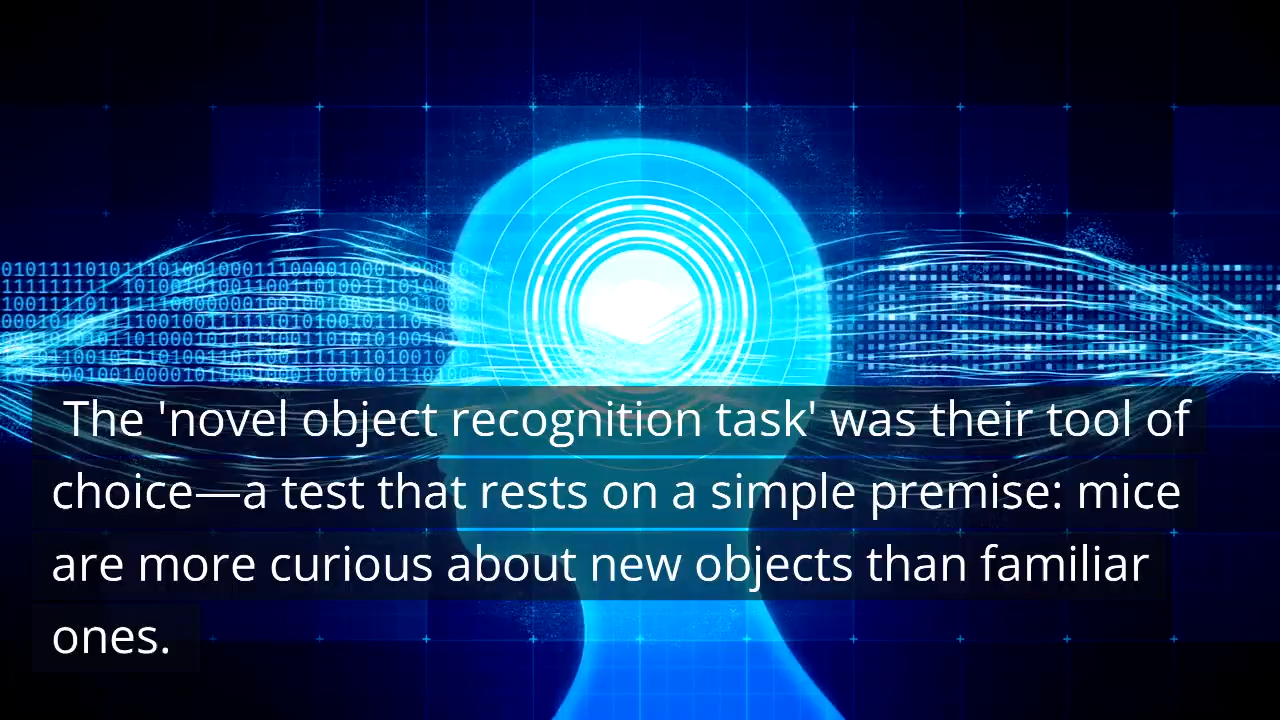 The 'novel object recognition task' was their tool of
choice—a test that rests on a simple premise: mice
are more curious about new objects than familiar
ones.